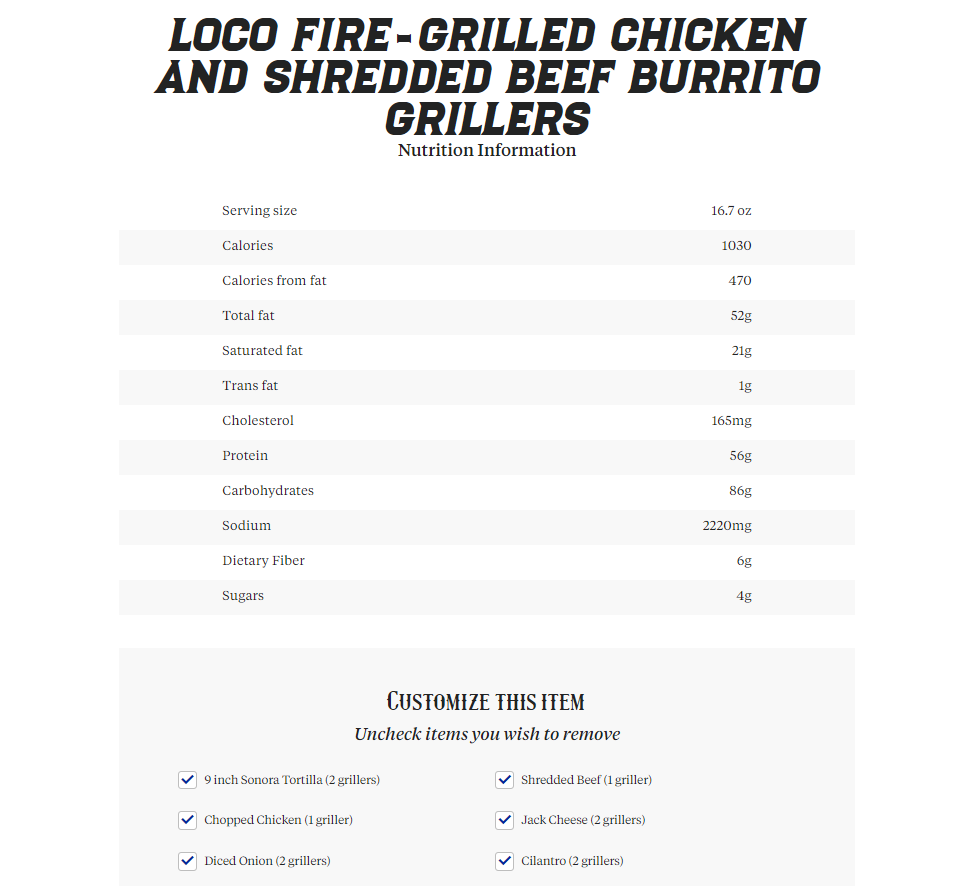 LOCO FIRE-GRILLED CHICKEN
AND SHREDDED BEEF BURRITO
GRILLERS
Nutrition Information
Serving size 16.7 oz
Calories 1030
Calories from fat 470
Total fat 52g
Saturated fat 21g
Trans fat 1g
Cholesterol 165mg
Protein 56g
Carbohydrates 86g
Sodium 2220mg
Dietary Fiber 6g
Sugars 4g
CUSTOMIZE THIS ITEM
Uncheck items you wish to remove
9 inch Sonora Tortilla (2 grillers) Shredded Beef (1 griller)
Chopped Chicken (1 griller) Jack Cheese (2 grillers)
Diced Onion (2 grillers) Cilantro (2 grillers)